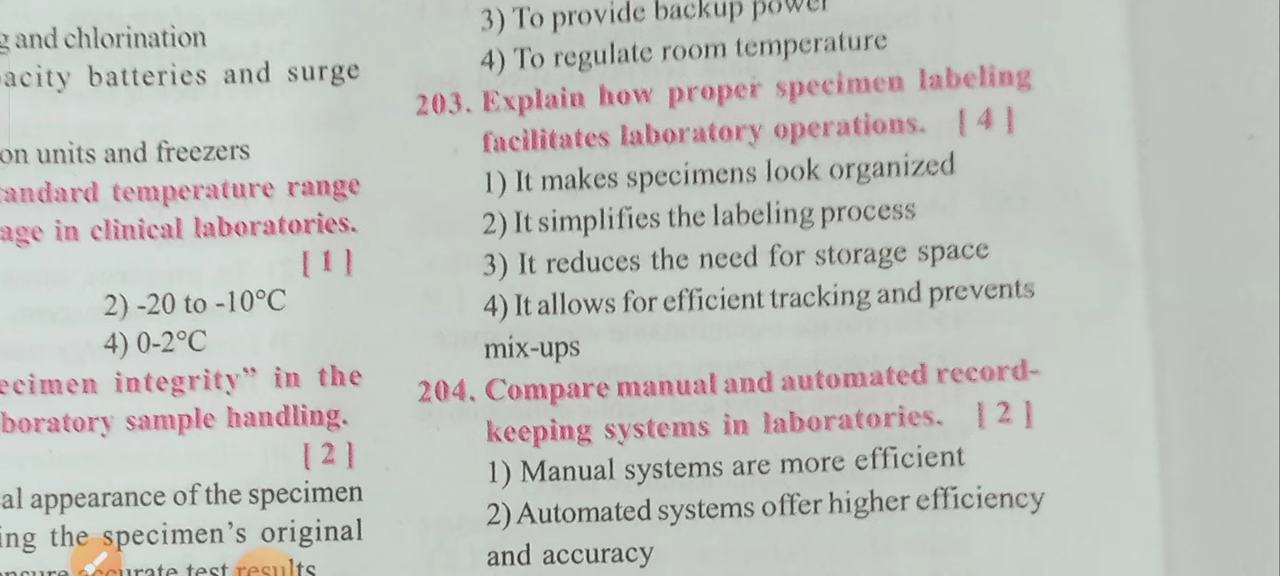 and chlorination
batteries and surge
on units and freezers
temperature range
age in clinical laboratories.
[ 1 ]
2) -20 to -10°C
4) 0-2°C
integrity” in the
sample handling.
[ 2 ]
al appearance of the specimen
ing the specimen’s original
accurate test results
3) To provide backup power
4) To regulate room temperature
203. Explain how proper specimen labeling
facilitates laboratory operations. [ 4 ]
1) It makes specimens look organized
2) It simplifies the labeling process
3) It reduces the need for storage space
4) It allows for efficient tracking and prevents
mix-ups
204. Compare manual and automated record-
keeping systems in laboratories. [ 2 ]
1) Manual systems are more efficient
2) Automated systems offer higher efficiency
and accuracy